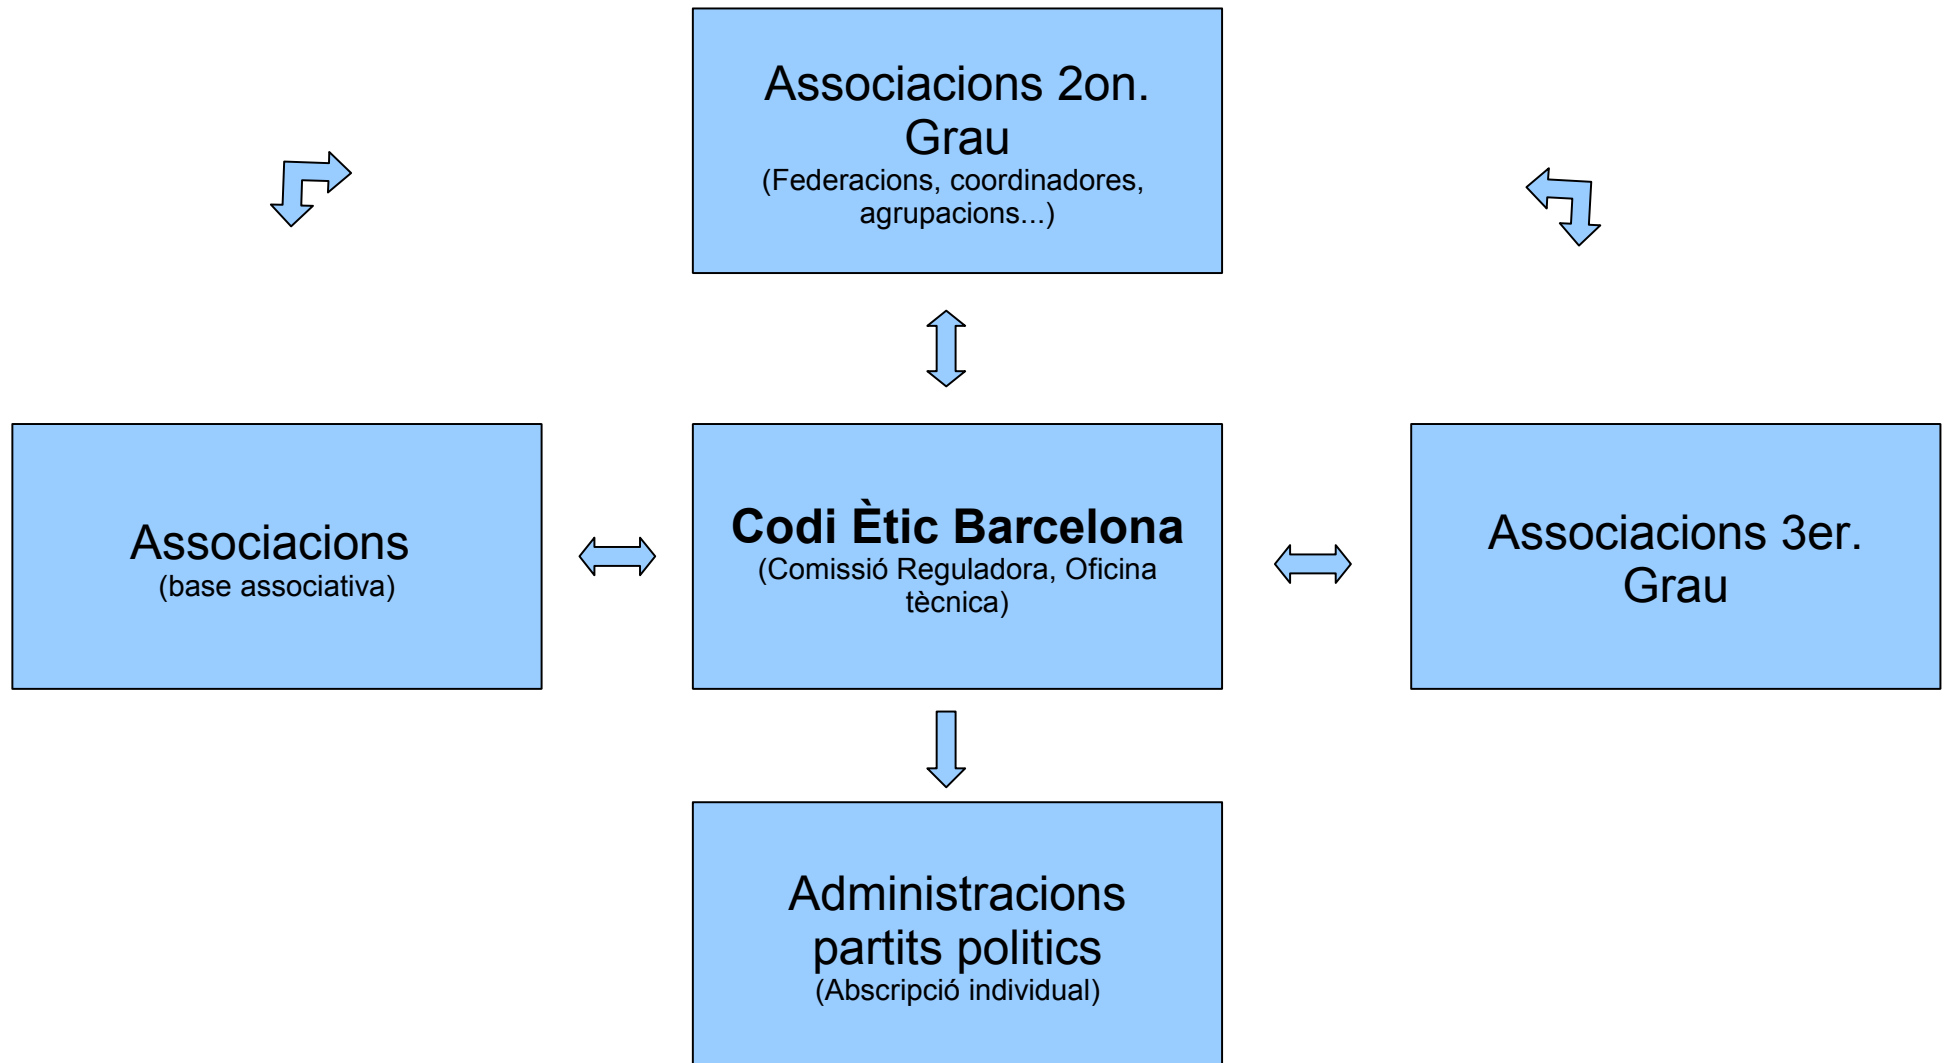 Associacions 2on.
Grau
(Federacions, coordinadores,
agrupacions...)
Associacions
(base associativa)
Codi Ètic Barcelona
(Comissió Reguladora, Oficina
tècnica)
Associacions 3er.
Grau
Administracions
partits politics
(Abscripció individual)